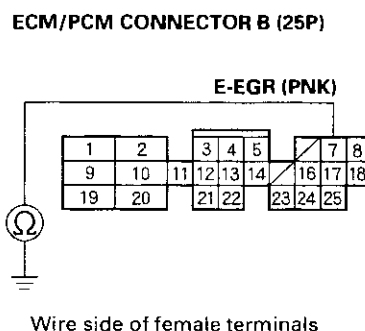 ECM/PCM CONNECTOR B (25P)
E-EGR (PNK)
1 2 3 4 5 7 8
9 10 11 12 13 14 16 17 18
19 20 21 22 23 24 25
Ω
Wire side of female terminals